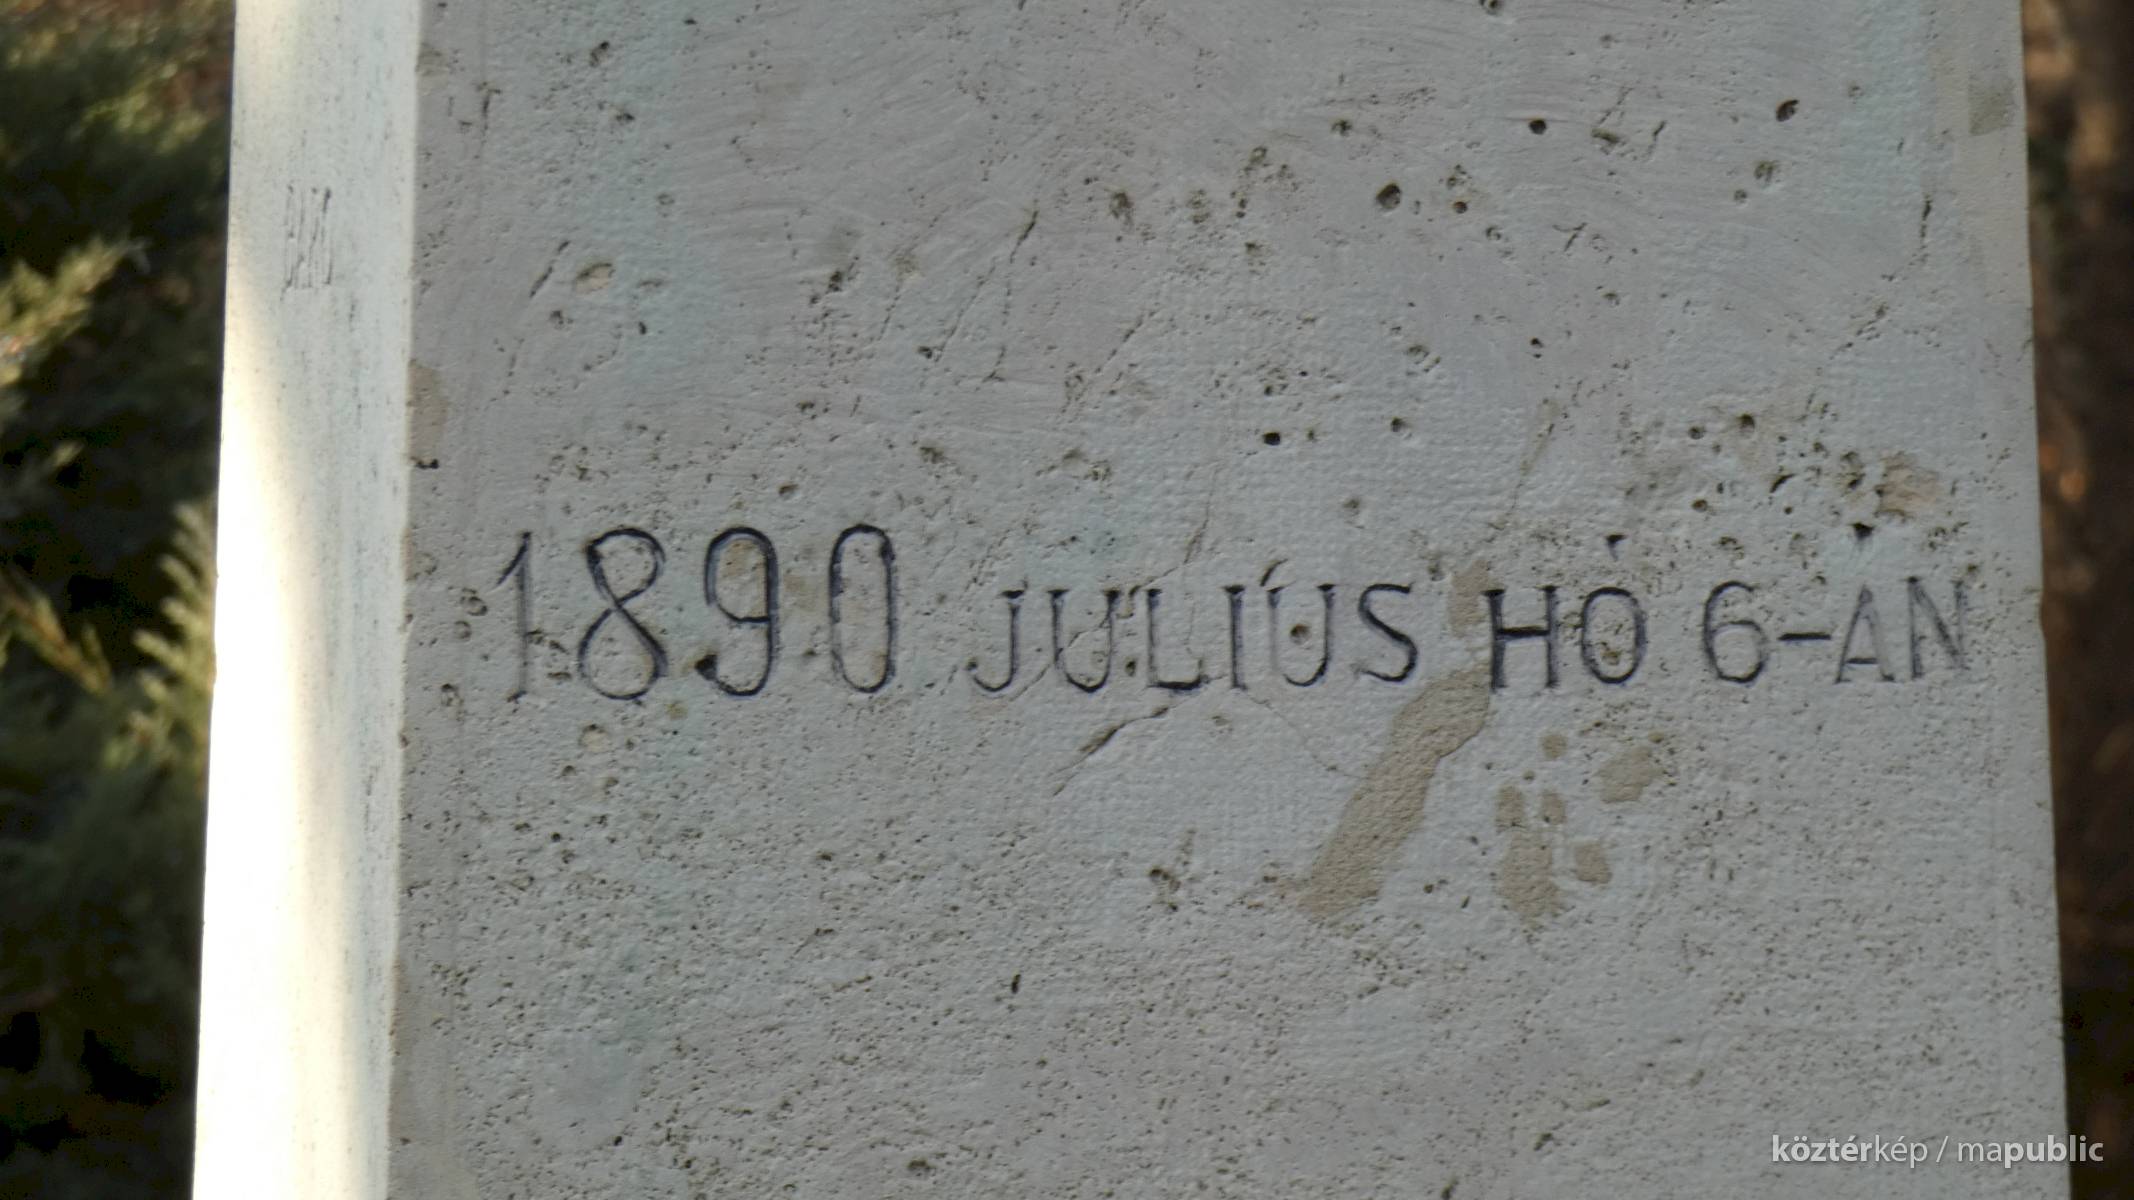 1890 JULIUS HÓ 6-ÁN
köztérkép / mapublic